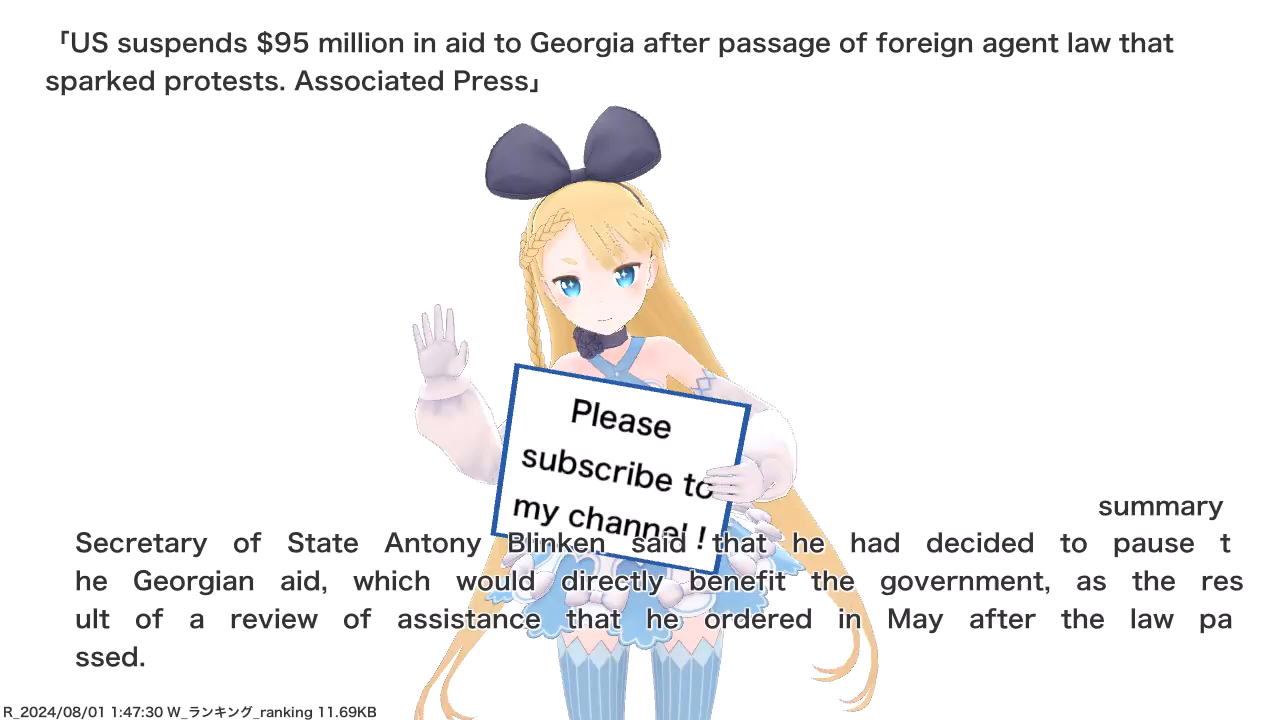 「US suspends $95 million in aid to Georgia after passage of foreign agent law that
sparked protests. Associated Press」
Please
subscribe to
my channel !
summary
Secretary of State Antony Blinken said that he had decided to pause t
he Georgian aid, which would directly benefit the government, as the res
ult of a review of assistance that he ordered in May after the law pa
ssed.
R_2024/08/01 1:47:30 W_ランキング_ranking 11.69KB